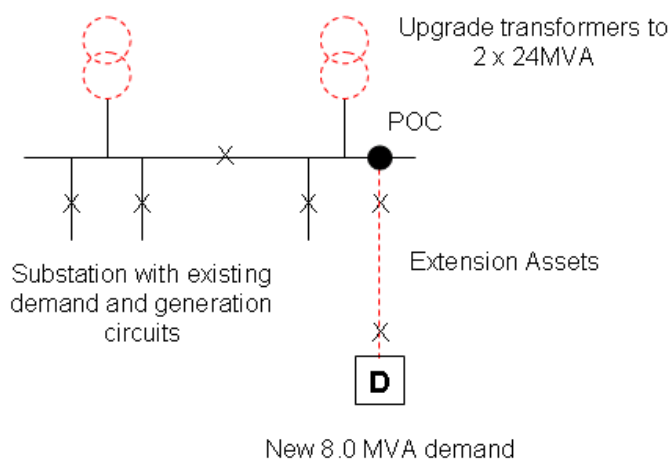 Upgrade transformers to
2 x 24MVA
POC
Substation with existing
demand and generation
circuits
Extension Assets
D
New 8.0 MVA demand